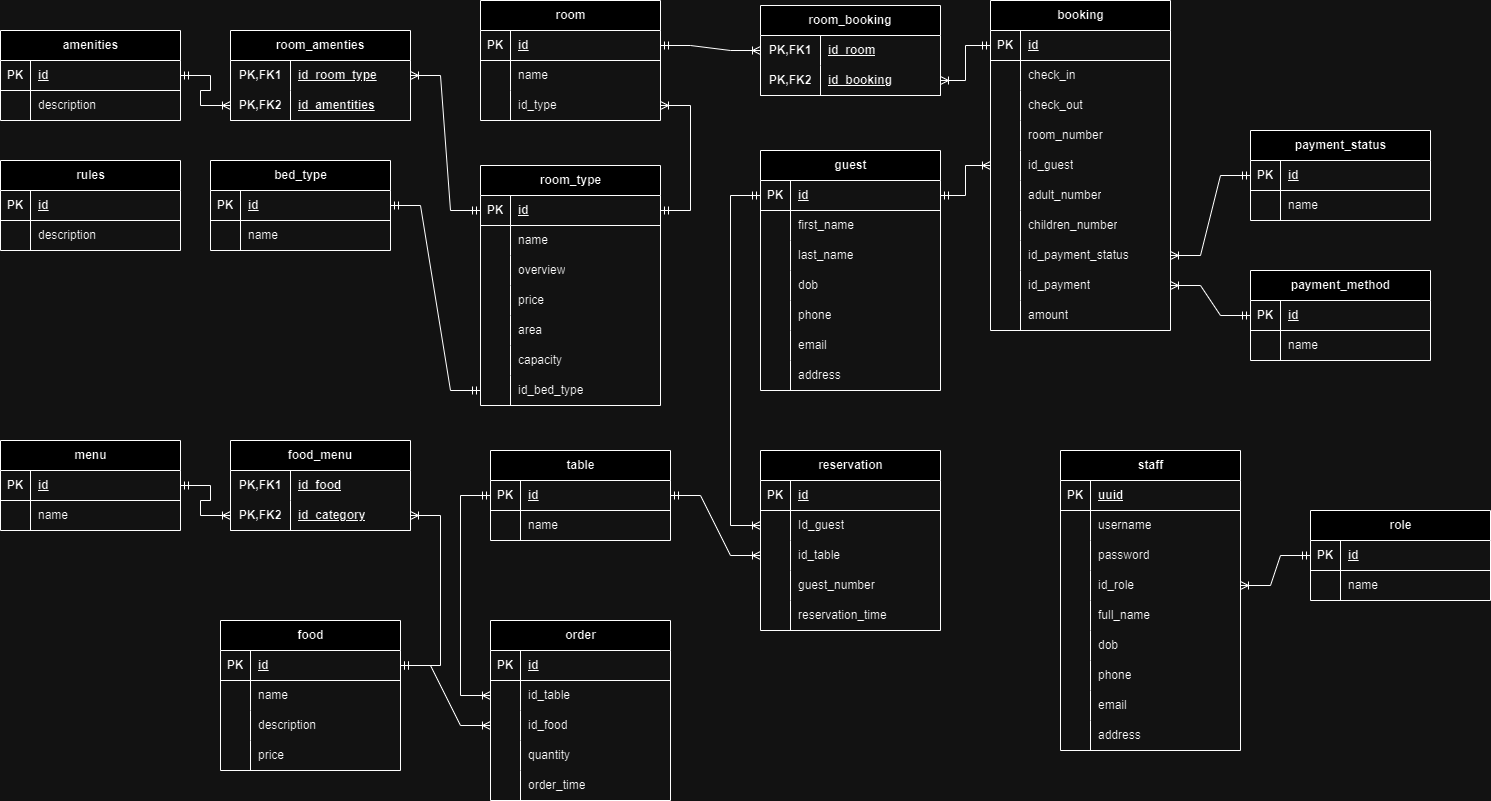 amenities
PK id
description
room_amenties
PK,FK1 id_room_type
PK,FK2 id_amentities
room
PK id
name
id_type
room_booking
PK,FK1 id_room
PK,FK2 id_booking
booking
PK id
check_in
check_out
room_number
id_guest
adult_number
children_number
id_payment_status
id_payment
amount
payment_status
PK id
name
payment_method
PK id
name
rules
PK id
description
bed_type
PK id
name
room_type
PK id
name
overview
price
area
capacity
id_bed_type
guest
PK id
first_name
last_name
dob
phone
email
address
menu
PK id
name
food_menu
PK,FK1 id_food
PK,FK2 id_category
table
PK id
name
reservation
PK id
Id_guest
id_table
guest_number
reservation_time
staff
PK uuid
username
password
id_role
full_name
dob
phone
email
address
role
PK id
name
food
PK id
name
description
price
order
PK id
id_table
id_food
quantity
order_time